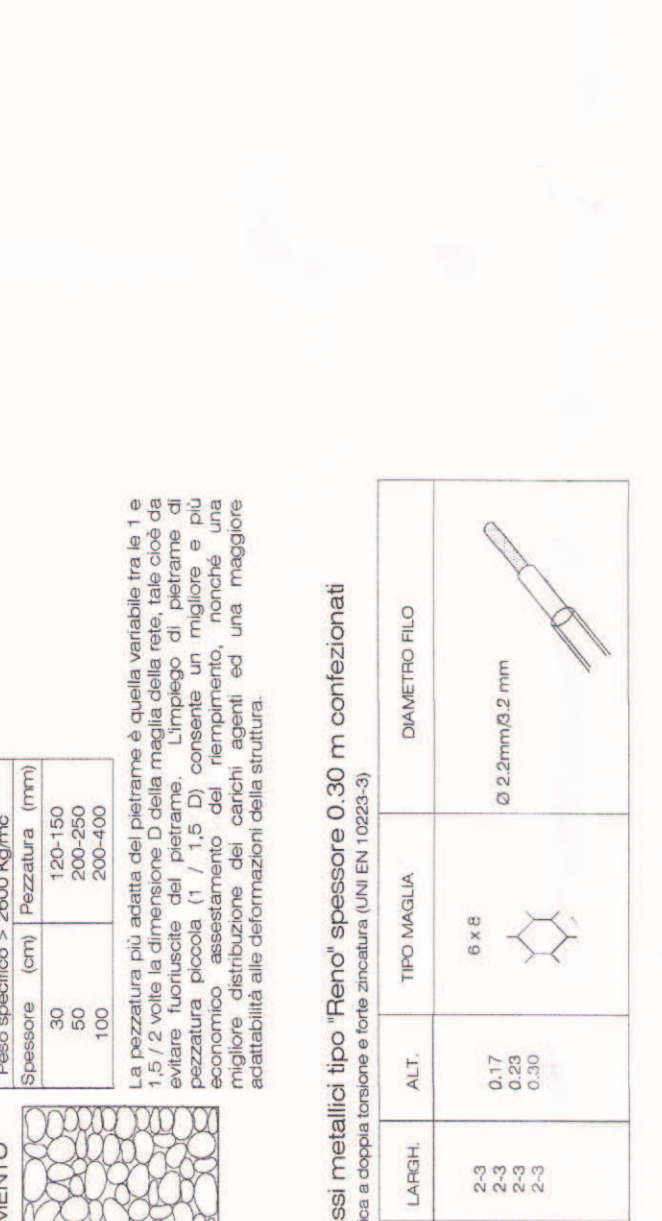 MENTO
Peso specifico > 2600 Kg/mc
Spessore (cm) Pezzatura (mm)
30 120-150
50 200-250
100 200-400
La pezzatura più adatta del pietrame è quella variabile tra le 1 e
1,5 / 2 volte la dimensione D della maglia della rete, tale cioè da
evitare fuoriuscite del pietrame. L'impiego di pietrame di
pezzatura piccola (1 / 1,5 D) consente un migliore e più
economico assestamento del riempimento, nonché una
migliore distribuzione dei carichi agenti ed una maggiore
adattabilità alle deformazioni della struttura.
ssi metallici tipo "Reno" spessore 0.30 m confezionati
ica a doppia torsione e forte zincatura (UNI EN 10223-3)
LARGH. ALT. TIPO MAGLIA DIAMETRO FILO
2-3 0.17 6 x 8 Ø 2.2mm/3.2 mm
2-3 0.23
2-3 0.30
2-3